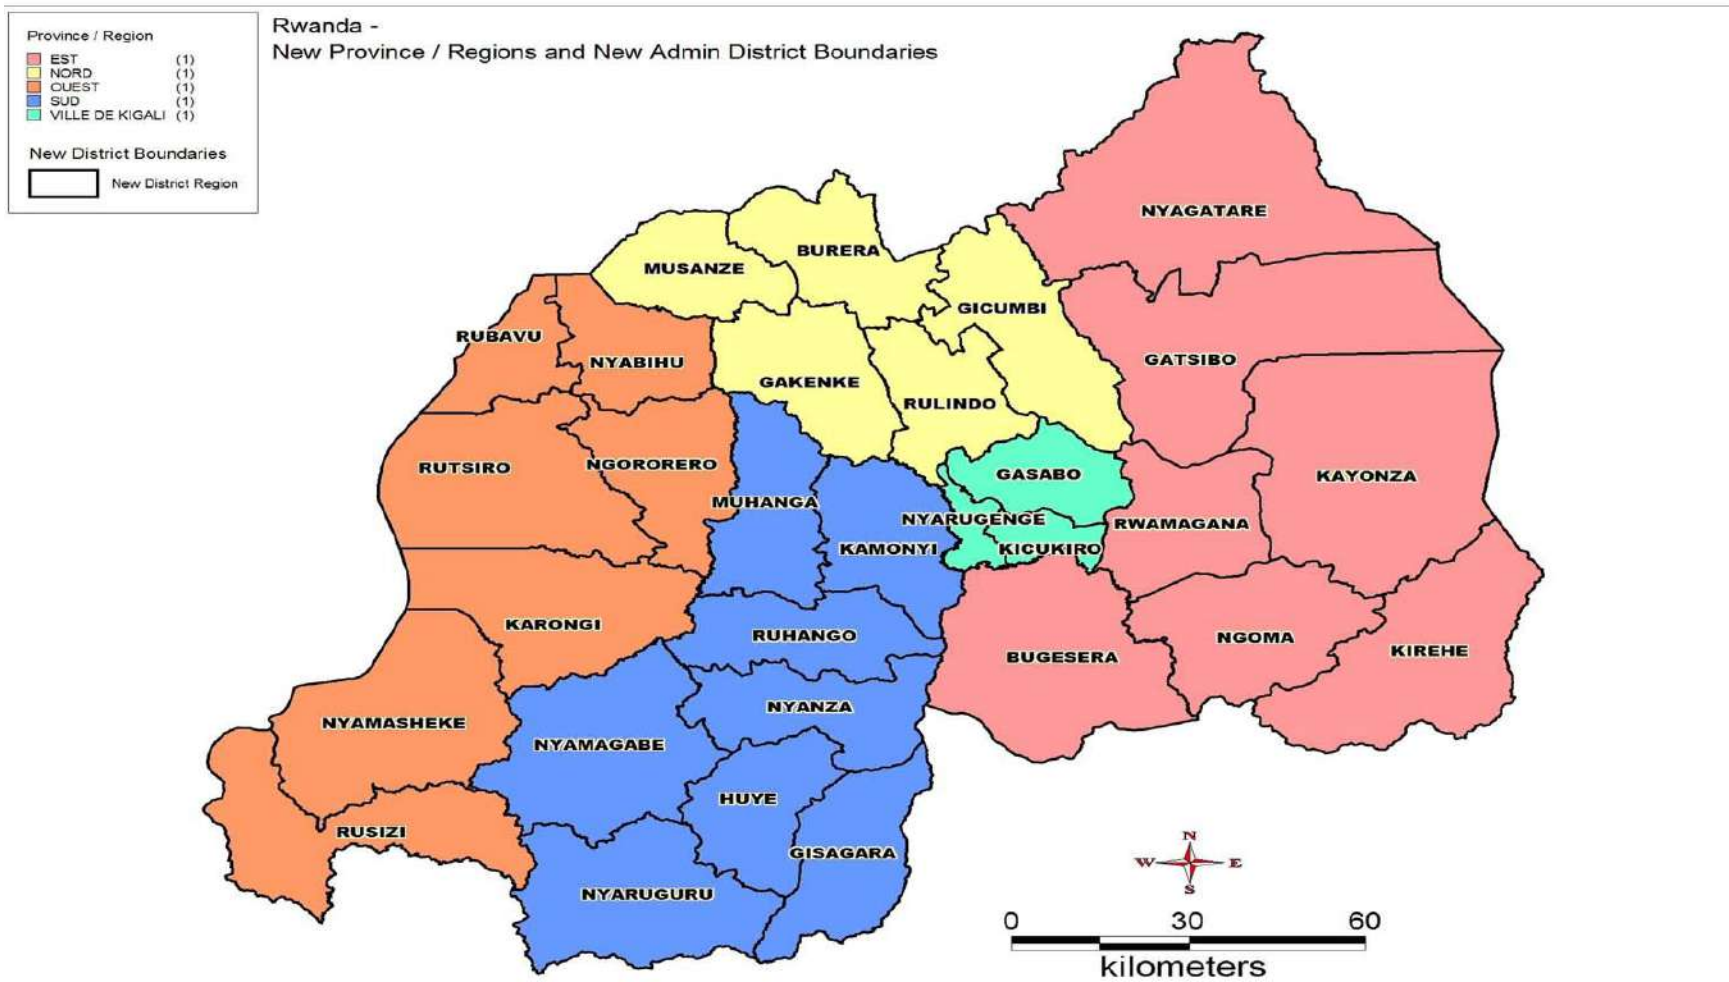 Province / Region
EST (1)
NORD (1)
OUEST (1)
SUD (1)
VILLE DE KIGALI (1)
New District Boundaries
New District Region
Rwanda -
New Province / Regions and New Admin District Boundaries
NYAGATARE
BURERA
MUSANZE
GICUMBI
RUBAVU
NYABIHU
GATSIBO
GAKENKE
RULINDO
RUTSIRO
NGORORERO
GASABO
KAYONZA
MUHANGA
NYARUGENGE
RWAMAGANA
KAMONYI
KICUKIRO
KARONGI
RUHANGO
NGOMA
KIREHE
BUGESERA
NYANZA
NYAMASHEKE
NYAMAGABE
HUYE
RUSIZI
GISAGARA
NYARUGURU
N
W E
S
0 30 60
kilometers